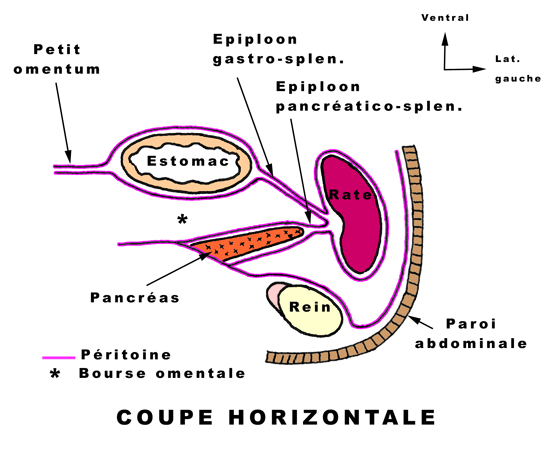 Ventral
Lat.
gauche
Petit
omentum
Epiploon
gastro-splen.
Epiploon
pancréatico-splen.
Estomac
Rate
*
Pancréas
Rein
Paroi
abdominale
Péritoine
* Bourse omentale
COUPE HORIZONTALE